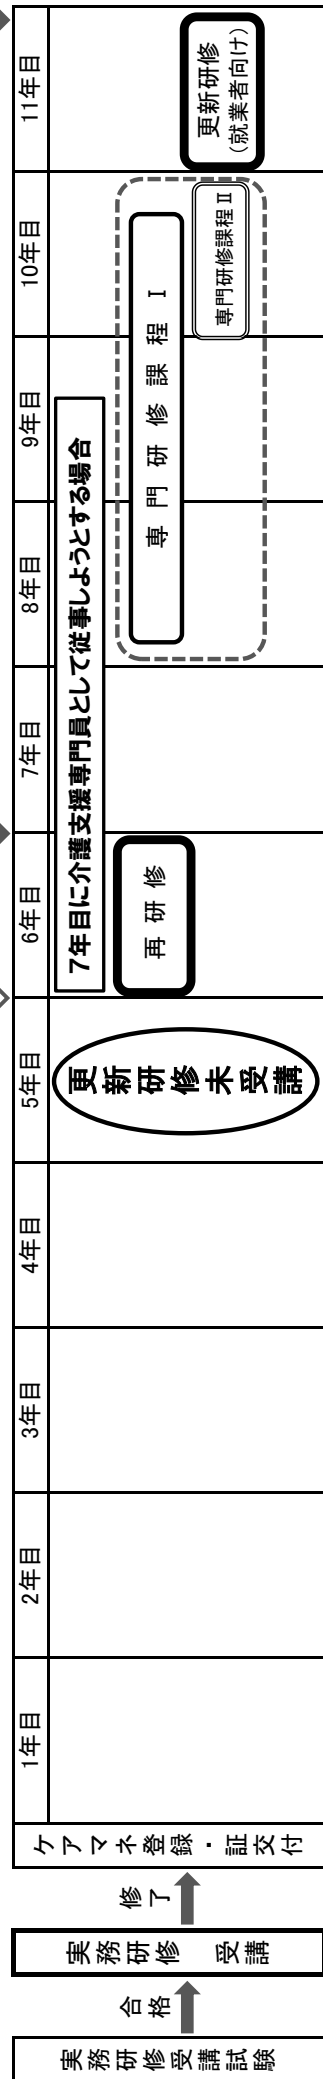 実務研修受講試験
合格
実務研修 受講
修了
ケアマネ登録・証交付
1年目
2年目
3年目
4年目
5年目
6年目
7年目
8年目
9年目
10年目
11年目
更新研修未受講
7年目に介護支援専門員として従事しようとする場合
再研修
専門研修課程 Ⅰ
専門研修課程Ⅱ
更新研修
(就業者向け)